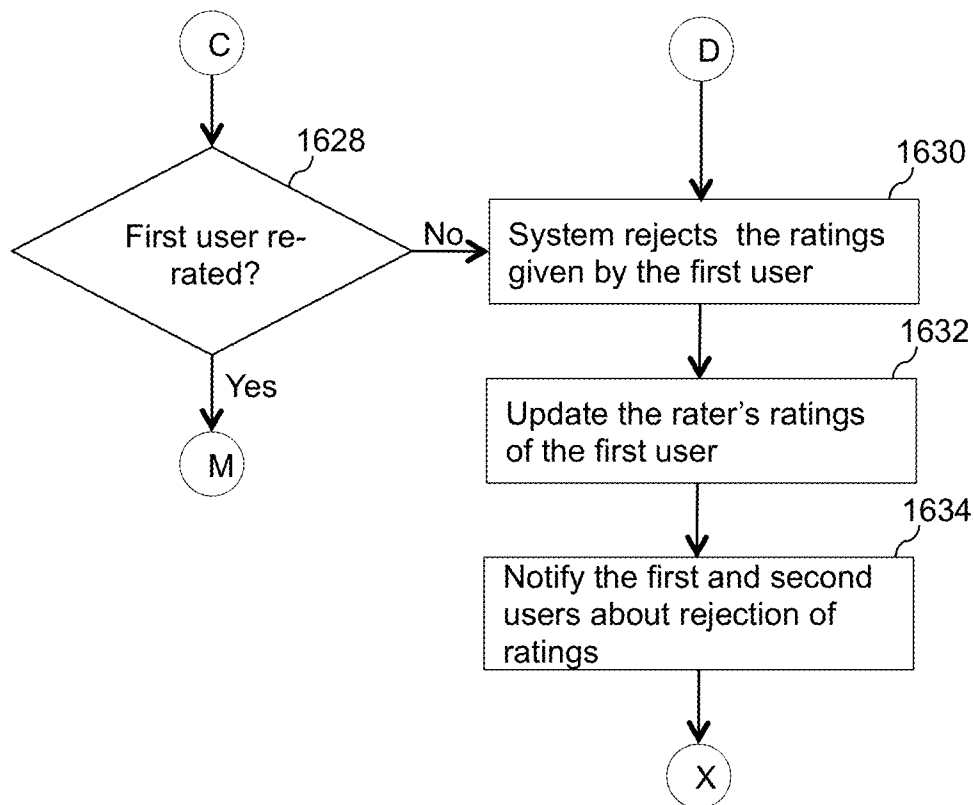 C
D
1628
1630
First user re-
rated?
No
System rejects the ratings
given by the first user
1632
Yes
Update the rater's ratings
of the first user
M
1634
Notify the first and second
users about rejection of
ratings
X